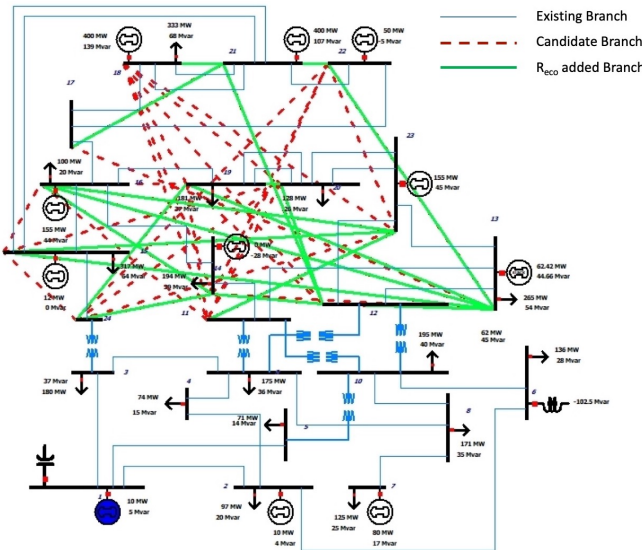 Existing Branch
Candidate Branch
Reco added Branch
400 MW
139 Mvar
18
333 MW
68 Mvar
21
400 MW
107 Mvar
22
50 MW
-5 Mvar
17
23
155 MW
45 Mvar
100 MW
20 Mvar
16
19
181 MW
128 MW
20
155 MW
15
14
0 MW
-28 Mvar
194 MW
13
62.42 MW
44.66 Mvar
265 MW
54 Mvar
62 MW
45 Mvar
0 Mvar
24
11
12
195 MW
40 Mvar
136 MW
28 Mvar
37 Mvar
180 MW
3
4
175 MW
36 Mvar
10
6
-102.5 Mvar
74 MW
15 Mvar
71 MW
14 Mvar
5
8
171 MW
35 Mvar
1
10 MW
5 Mvar
2
97 MW
20 Mvar
10 MW
4 Mvar
7
125 MW
25 Mvar
80 MW
17 Mvar